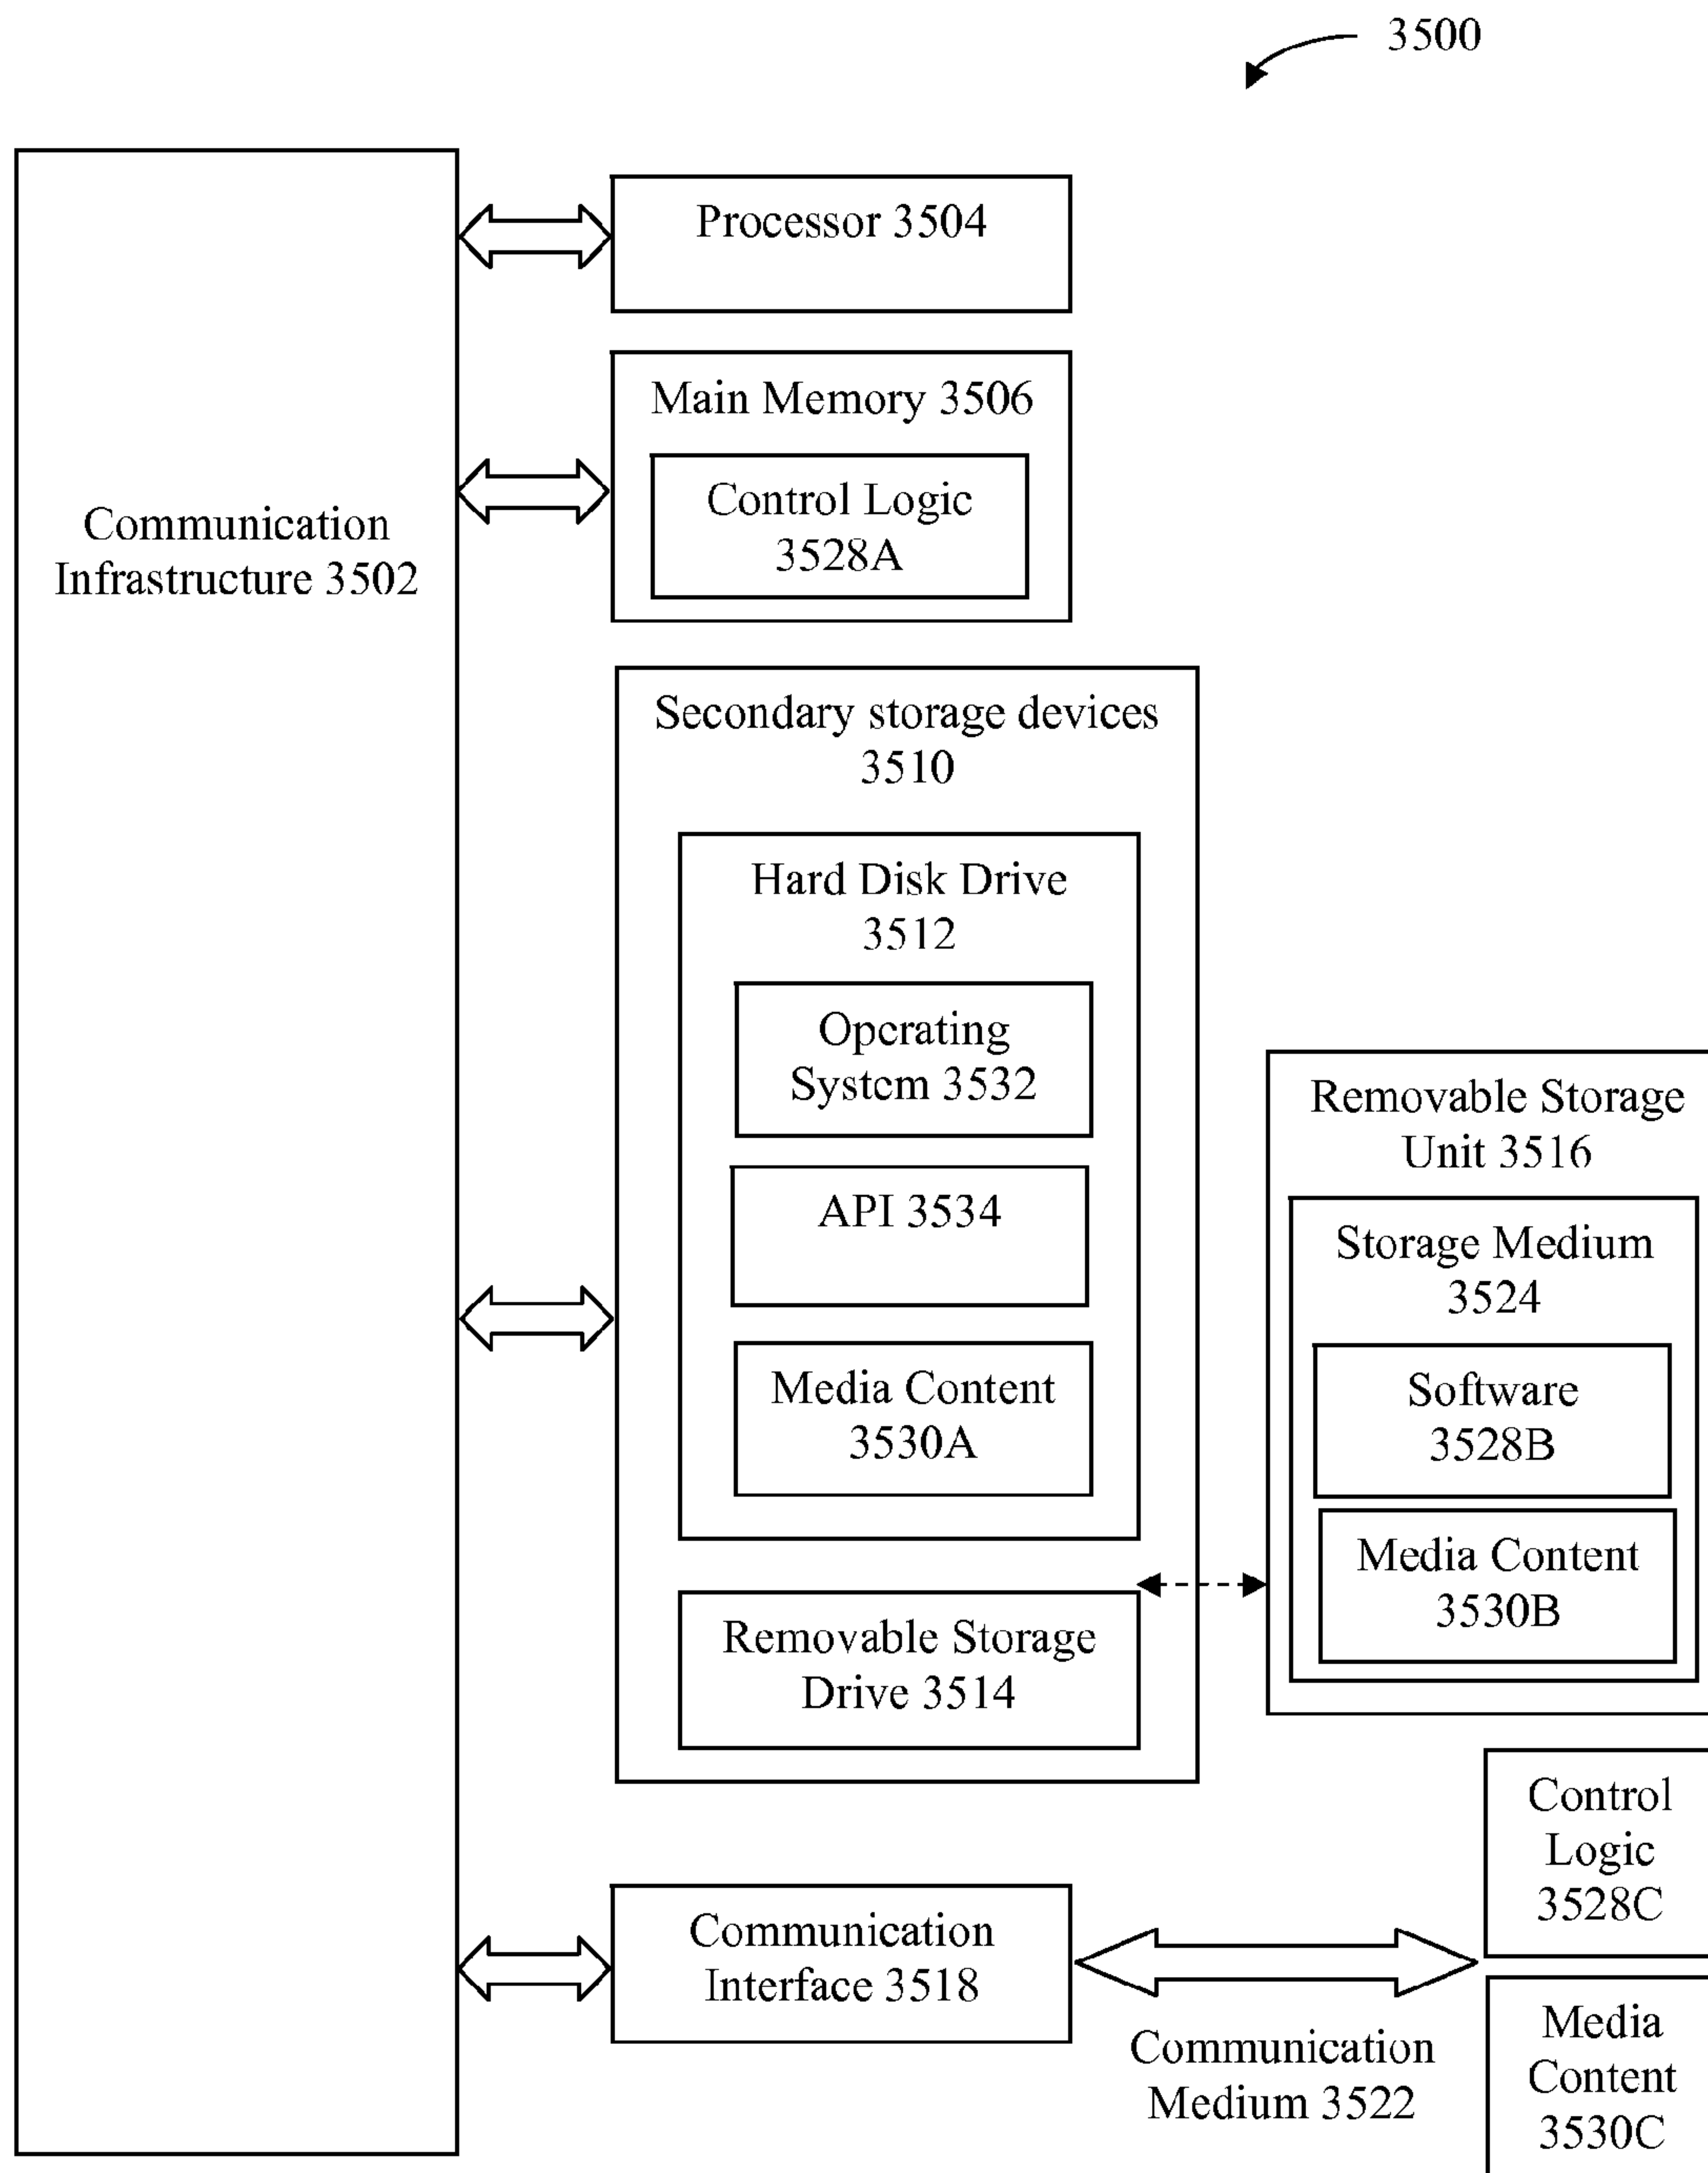 3500
Communication
Infrastructure 3502
Processor 3504
Main Memory 3506
Control Logic
3528A
Secondary storage devices
3510
Hard Disk Drive
3512
Operating
System 3532
API 3534
Media Content
3530A
Removable Storage
Drive 3514
Removable Storage
Unit 3516
Storage Medium
3524
Software
3528B
Media Content
3530B
Communication
Interface 3518
Communication
Medium 3522
Control
Logic
3528C
Media
Content
3530C